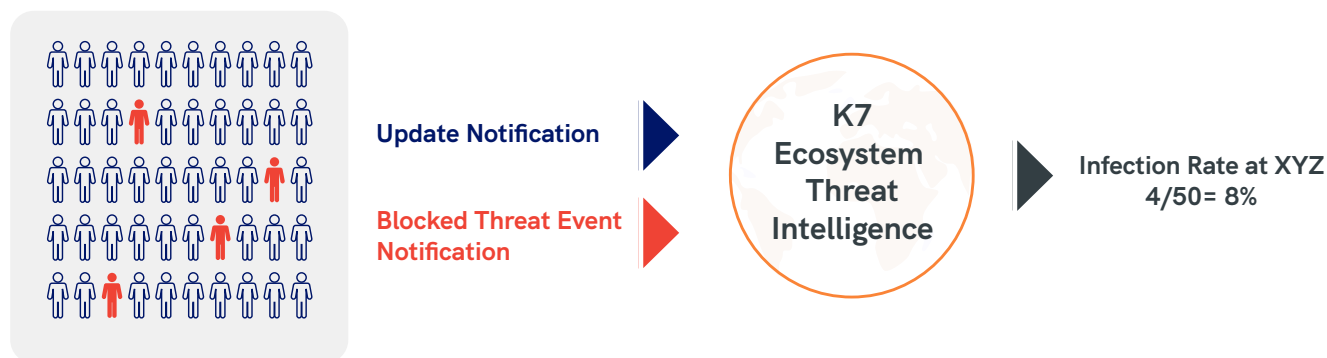 Update Notification
Blocked Threat Event
Notification
K7
Ecosystem
Threat
Intelligence
Infection Rate at XYZ
4/50= 8%